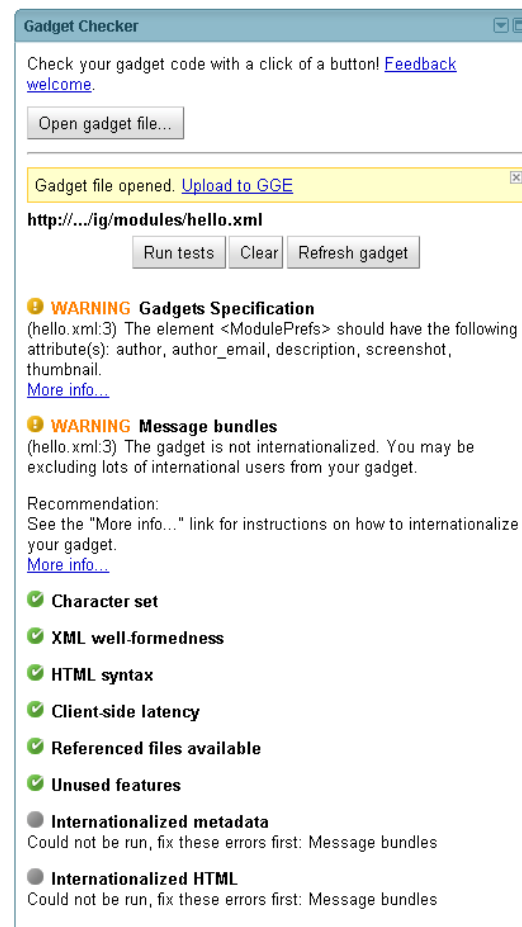 Gadget Checker
Check your gadget code with a click of a button! Feedback
welcome.
Open gadget file...
Gadget file opened. Upload to GGE
http://.../ig/modules/hello.xml
Run tests Clear Refresh gadget
WARNING Gadgets Specification
(hello.xml:3) The element <ModulePrefs> should have the following
attribute(s): author, author_email, description, screenshot,
thumbnail.
More info...
WARNING Message bundles
(hello.xml:3) The gadget is not internationalized. You may be
excluding lots of international users from your gadget.
Recommendation:
See the "More info..." link for instructions on how to internationalize
your gadget.
More info...
Character set
XML well-formedness
HTML syntax
Client-side latency
Referenced files available
Unused features
Internationalized metadata
Could not be run, fix these errors first: Message bundles
Internationalized HTML
Could not be run, fix these errors first: Message bundles